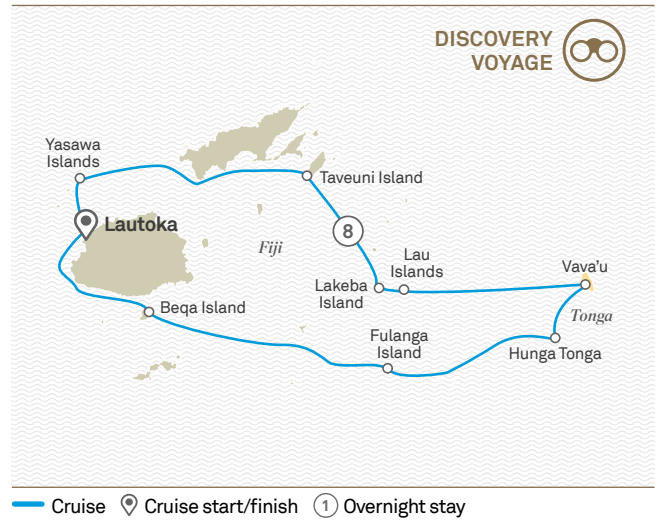 DISCOVERY
VOYAGE
Yasawa
Islands
Taveuni Island
Lautoka
8
Fiji
Lau
Islands
Lakeba
Island
Vava'u
Tonga
Beqa Island
Fulanga
Island
Hunga Tonga
Cruise
Cruise start/finish
1
Overnight stay